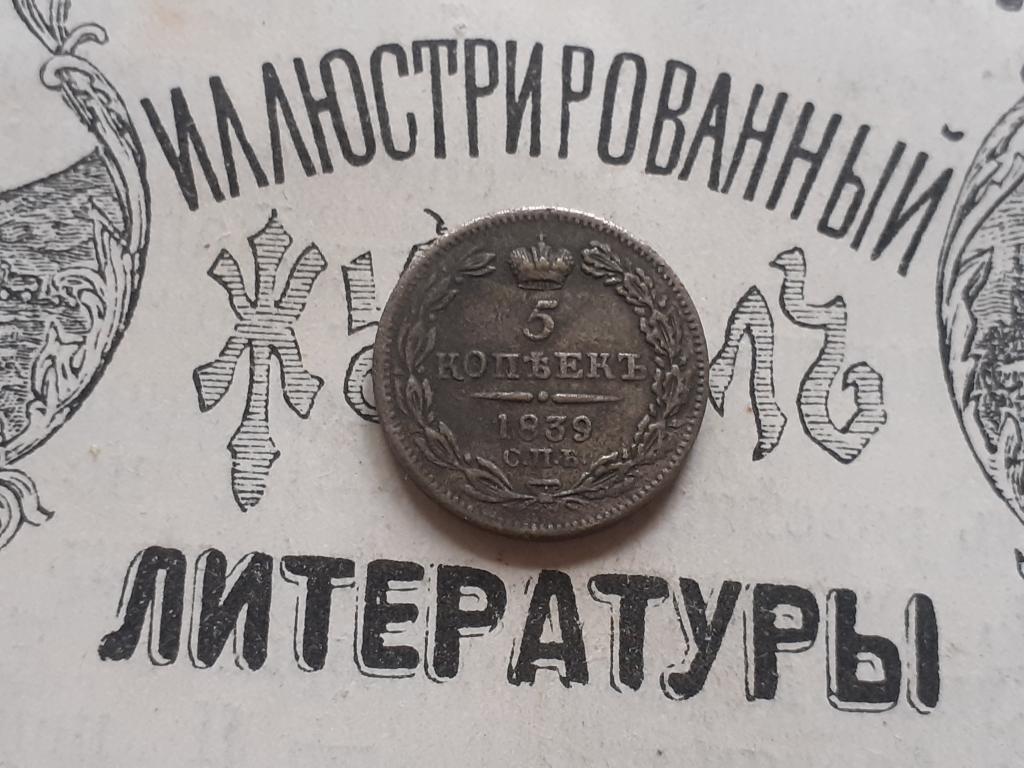 ИЛЛЮСТРИРОВАННЫЙ
5
КОПѢЕКЪ
1839
С.П.Б.
ЛИТЕРАТУРЫ